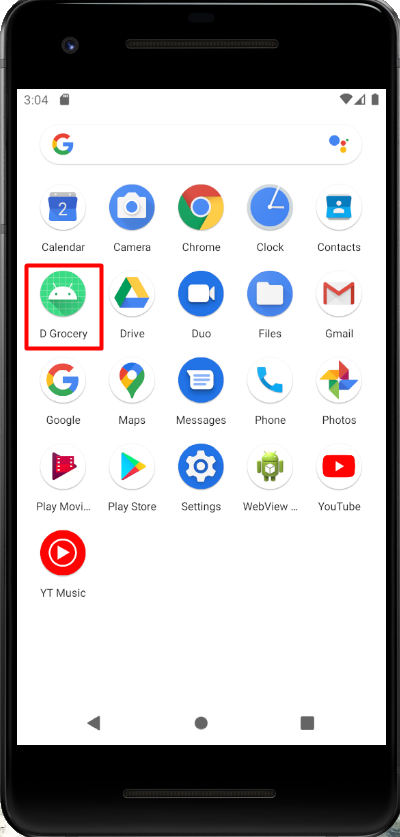 3:04
Calendar Camera Chrome Clock Contacts
D Grocery Drive Duo Files Gmail
Google Maps Messages Phone Photos
Play Movi... Play Store Settings WebView ... YouTube
YT Music